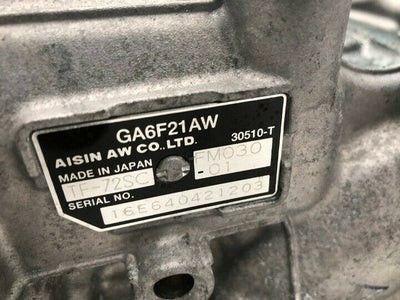 GA6F21AW
AISIN AW CO.,LTD. 30510-T
MADE IN JAPAN FM030
TF-72SC -01
SERIAL NO.
16E640421203